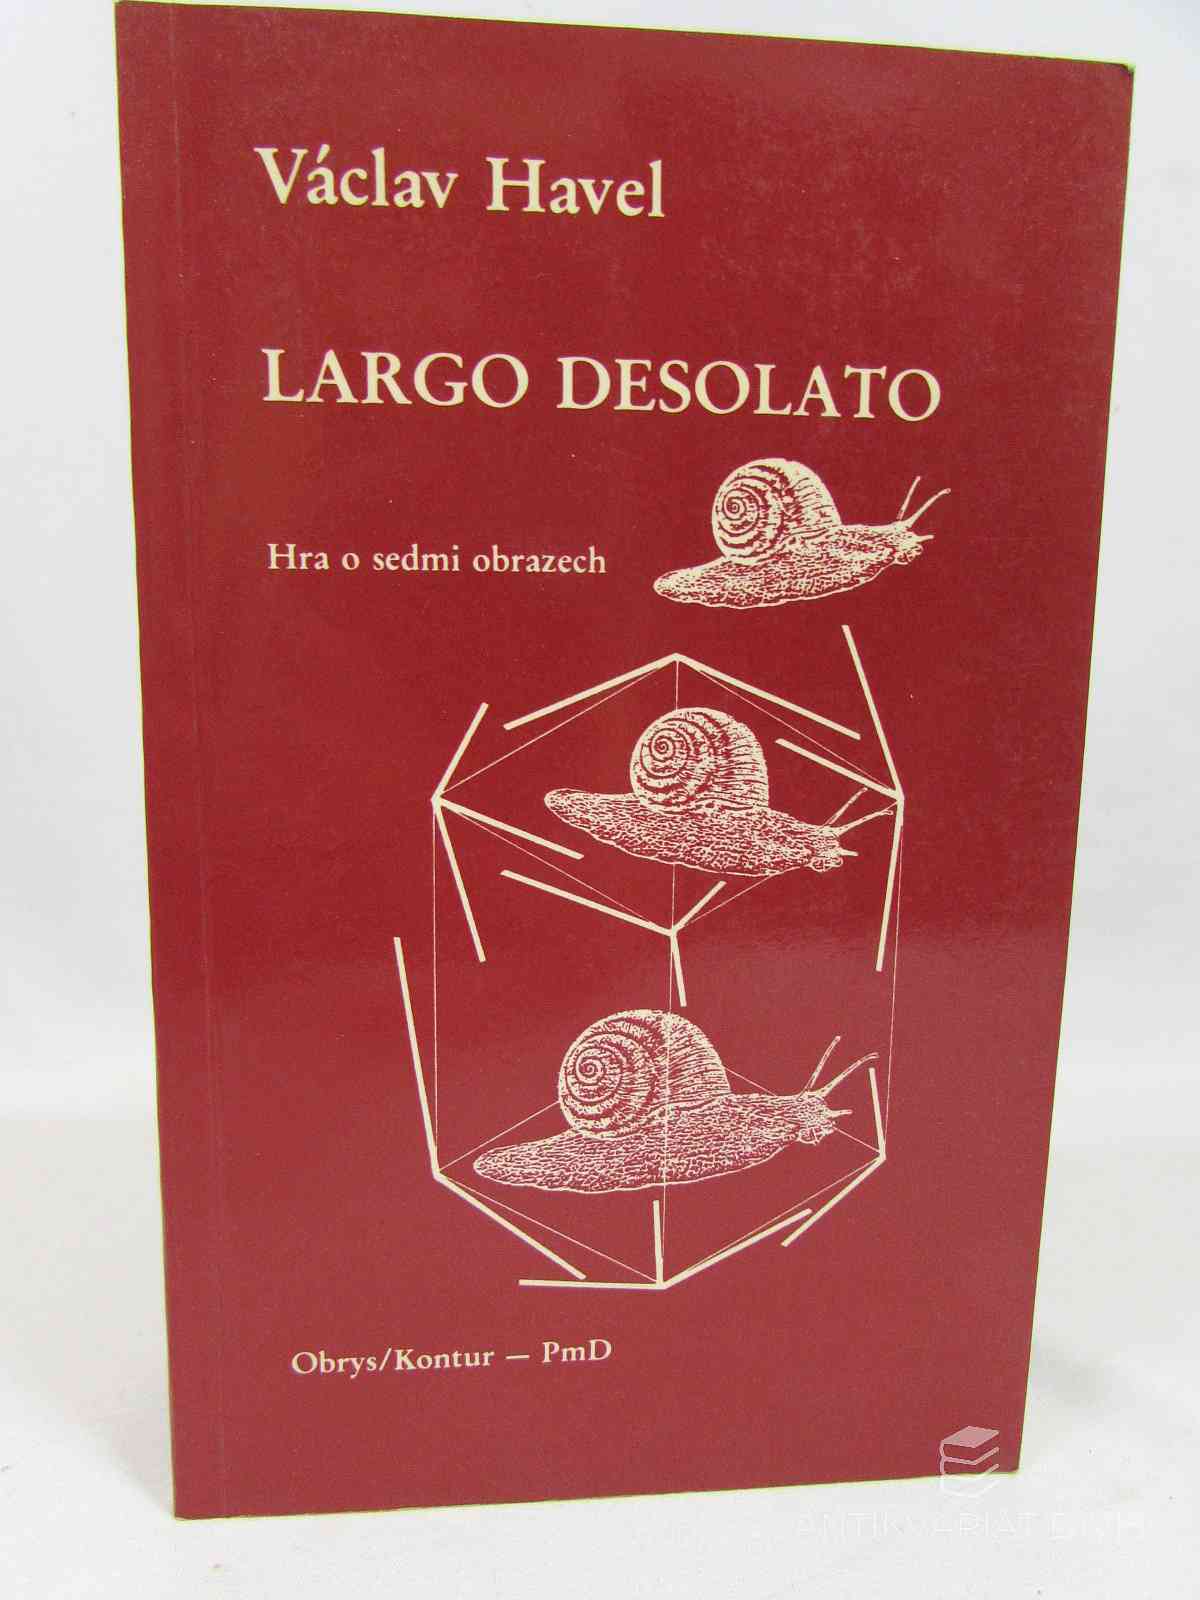 Václav Havel
LARGO DESOLATO
Hra o sedmi obrazech
Obrys/Kontur — PmD